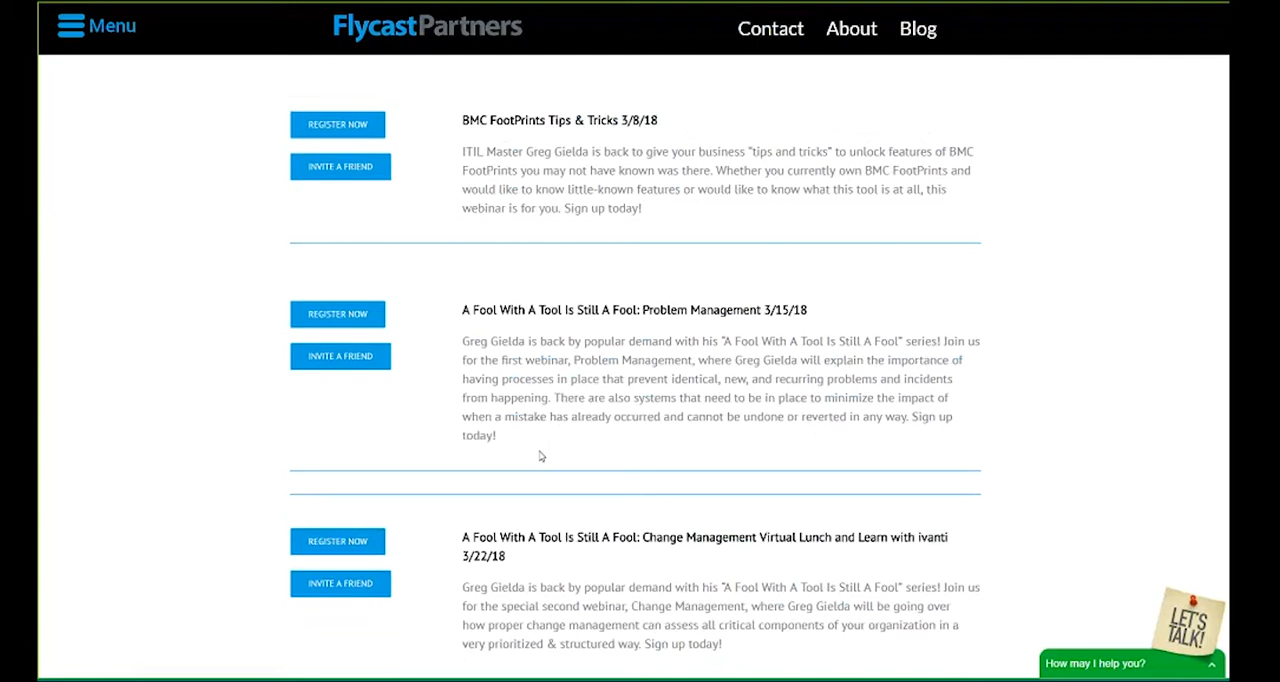 Menu
FlycastPartners
Contact About Blog
REGISTER NOW
INVITE A FRIEND
BMC FootPrints Tips & Tricks 3/8/18
ITIL Master Greg Gielda is back to give your business “tips and tricks” to unlock features of BMC
FootPrints you may not have known was there. Whether you currently own BMC FootPrints and
would like to know little-known features or would like to know what this tool is at all, this
webinar is for you. Sign up today!
REGISTER NOW
INVITE A FRIEND
A Fool With A Tool Is Still A Fool: Problem Management 3/15/18
Greg Gielda is back by popular demand with his “A Fool With A Tool Is Still A Fool” series! Join us
for the first webinar, Problem Management, where Greg Gielda will explain the importance of
having processes in place that prevent identical, new, and recurring problems and incidents
from happening. There are also systems that need to be in place to minimize the impact of
when a mistake has already occurred and cannot be undone or reverted in any way. Sign up
today!
REGISTER NOW
INVITE A FRIEND
A Fool With A Tool Is Still A Fool: Change Management Virtual Lunch and Learn with ivanti
3/22/18
Greg Gielda is back by popular demand with his “A Fool With A Tool Is Still A Fool” series! Join us
for the special second webinar, Change Management, where Greg Gielda will be going over
how proper change management can assess all critical components of your organization in a
very prioritized & structured way. Sign up today!
LET'S
TALK!
How may I help you?